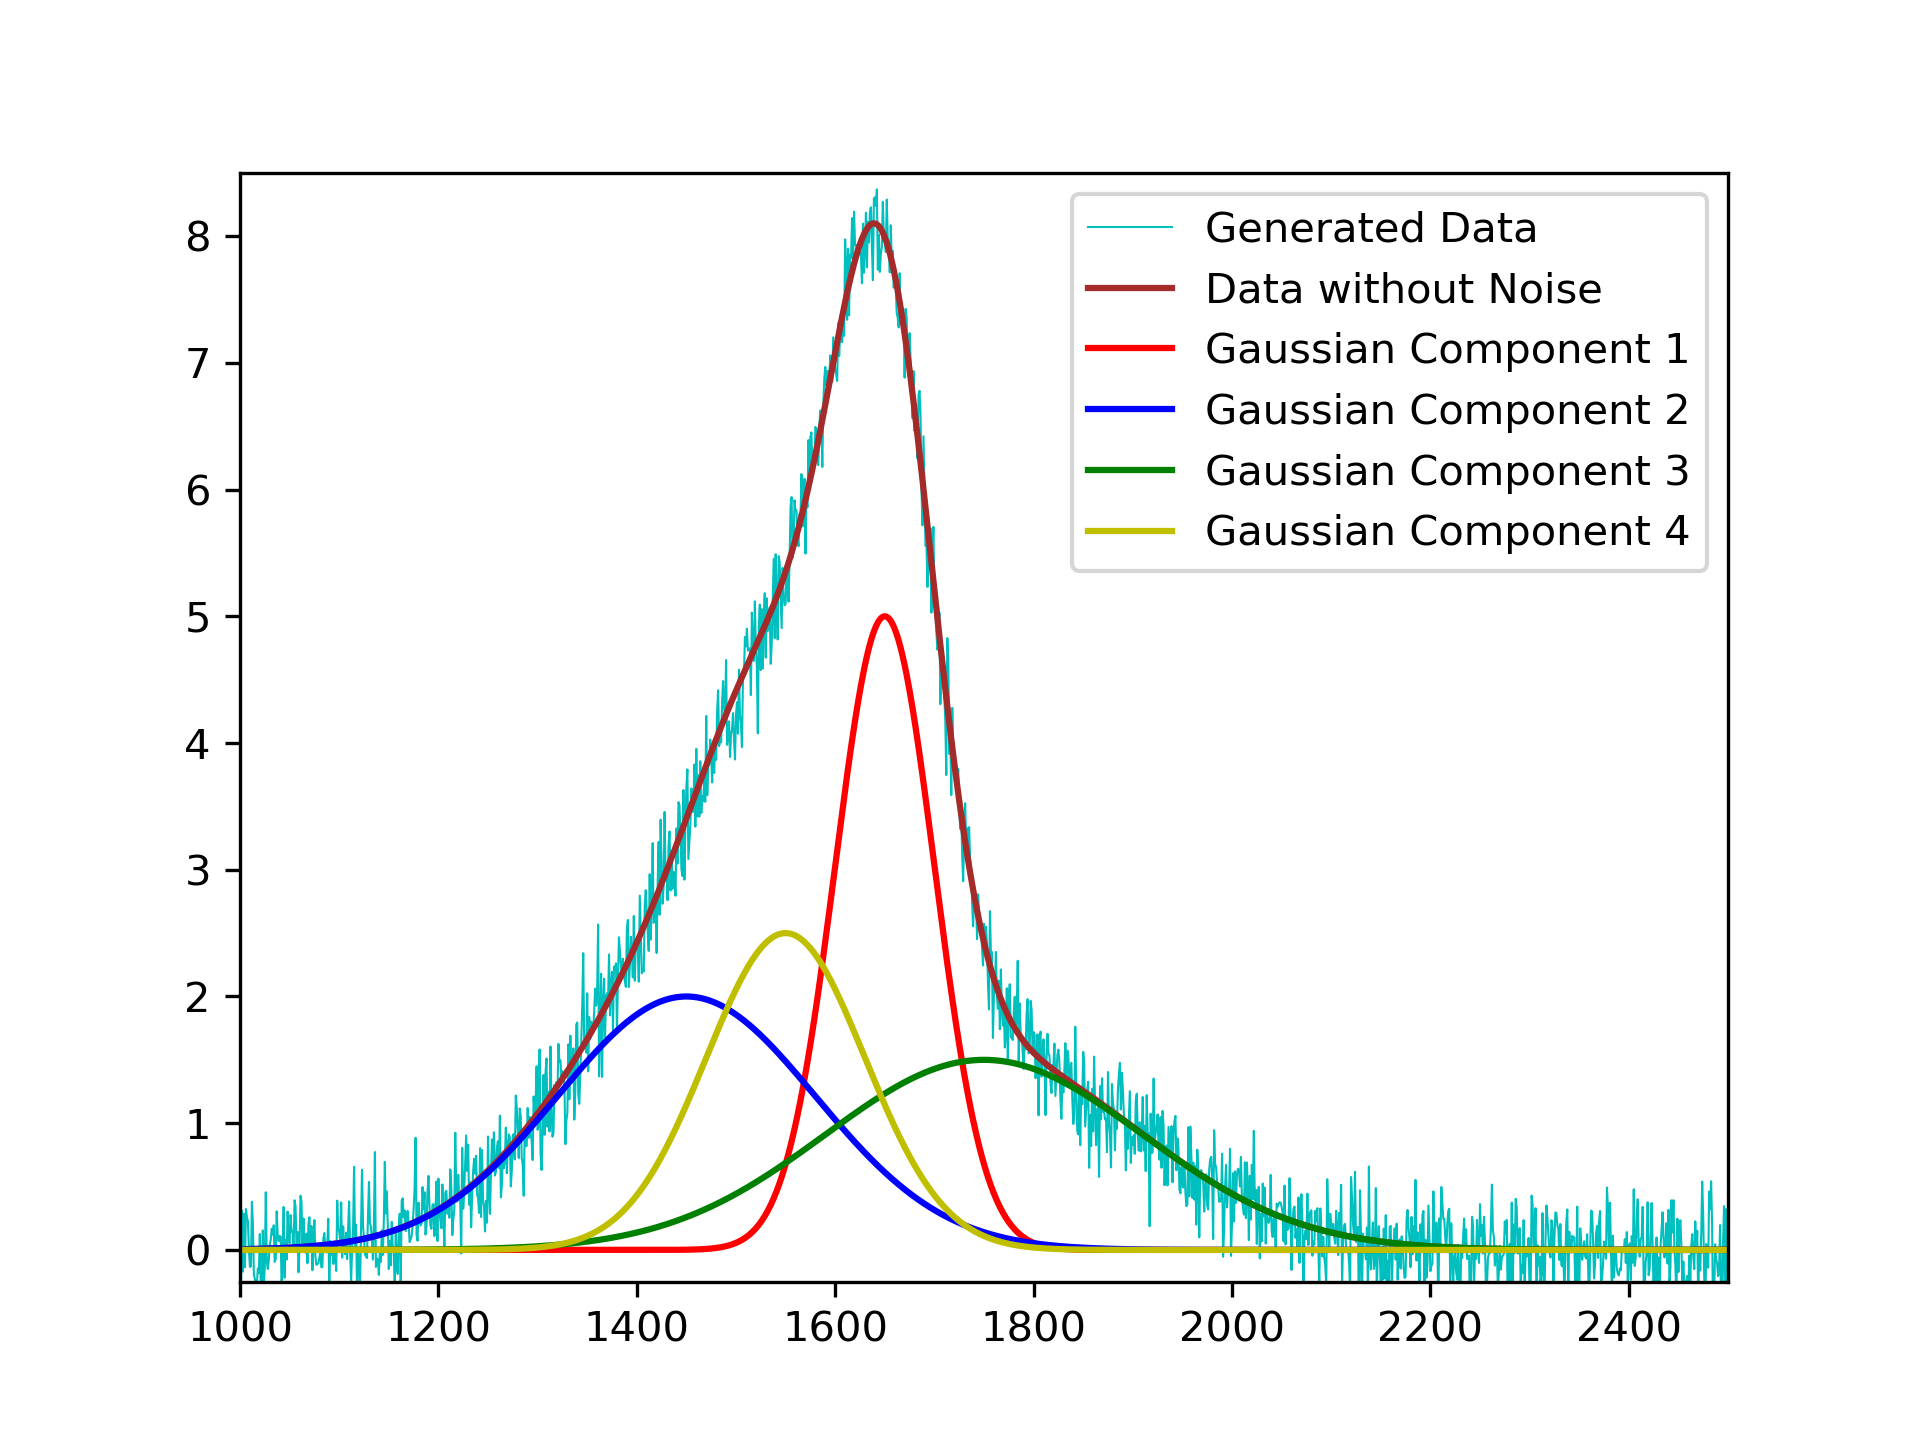 Generated Data
Data without Noise
Gaussian Component 1
Gaussian Component 2
Gaussian Component 3
Gaussian Component 4
8
7
6
5
4
3
2
1
0
1000 1200 1400 1600 1800 2000 2200 2400